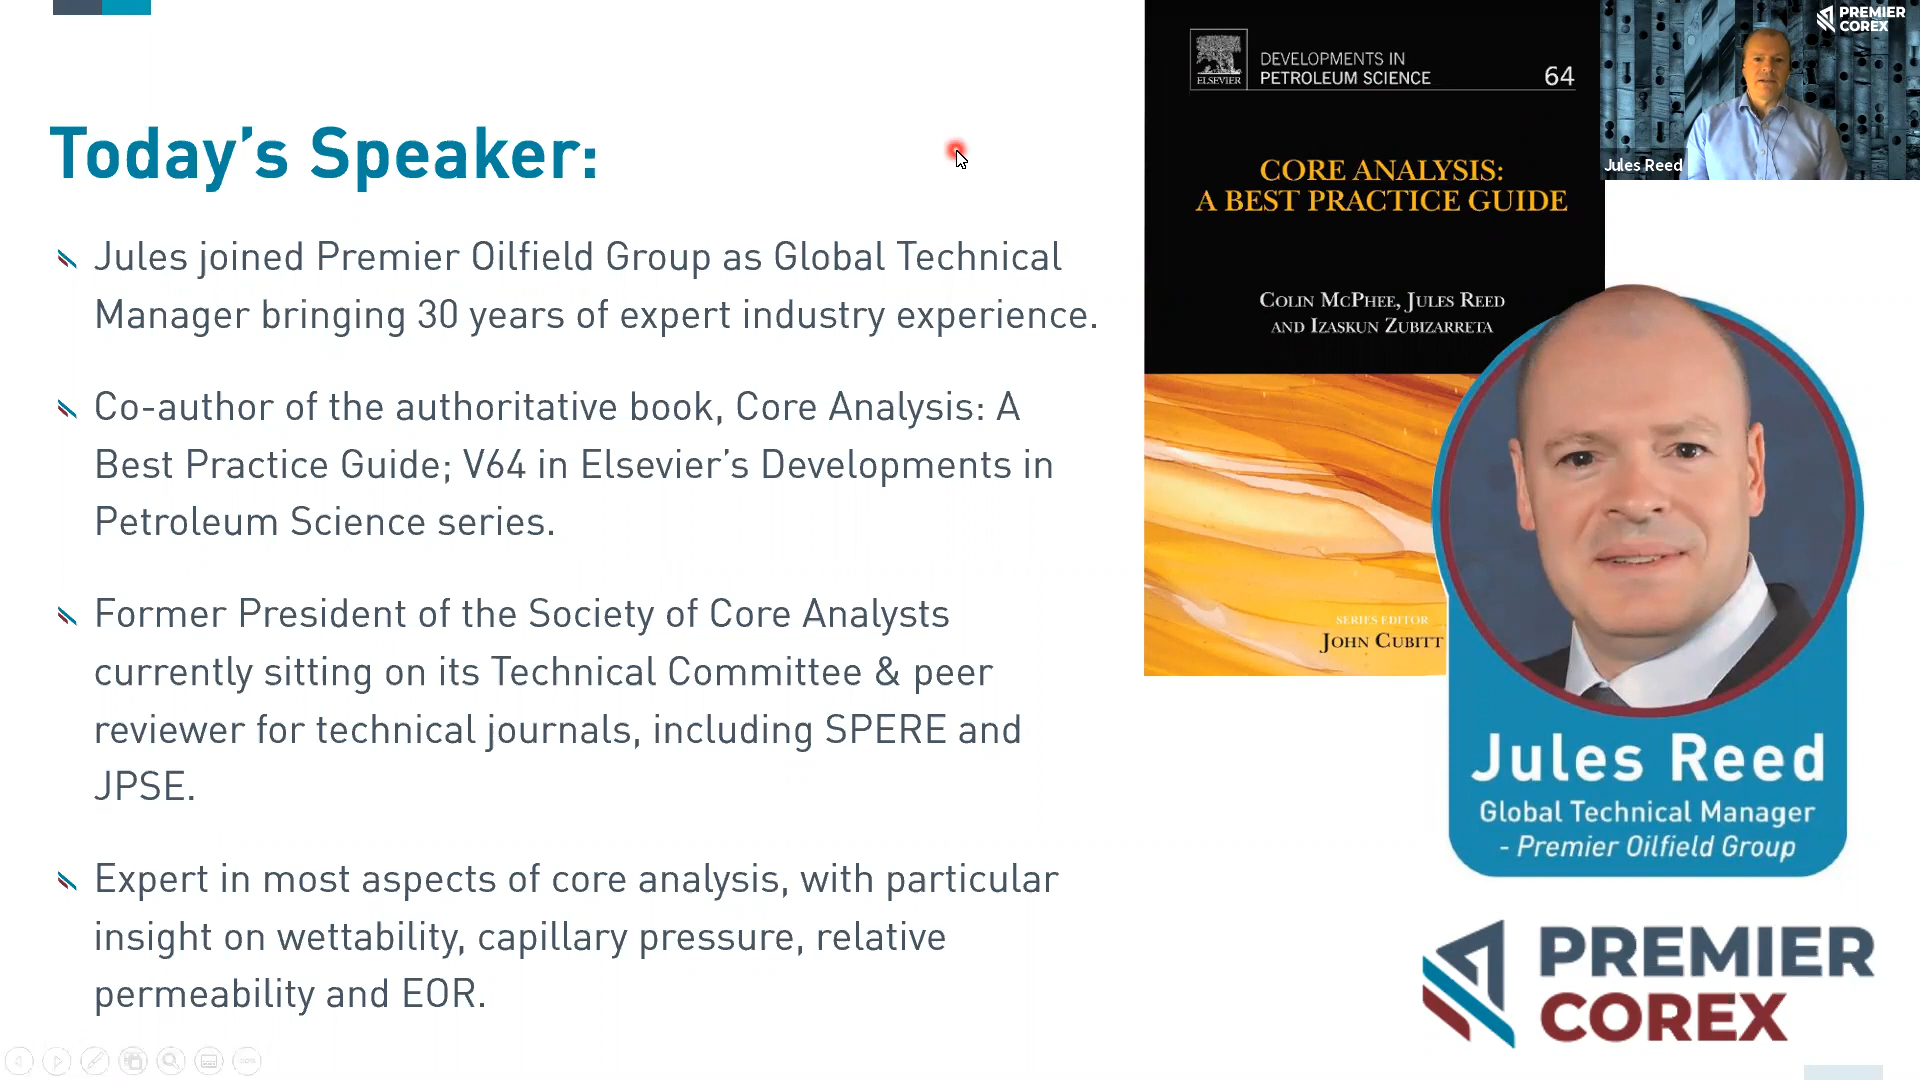 Today's Speaker:
Jules joined Premier Oilfield Group as Global Technical
Manager bringing 30 years of expert industry experience.
Co-author of the authoritative book, Core Analysis: A
Best Practice Guide; V64 in Elsevier's Developments in
Petroleum Science series.
Former President of the Society of Core Analysts
currently sitting on its Technical Committee & peer
reviewer for technical journals, including SPERE and
JPSE.
Expert in most aspects of core analysis, with particular
insight on wettability, capillary pressure, relative
permeability and EOR.
ELSEVIER
DEVELOPMENTS IN
PETROLEUM SCIENCE
64
CORE ANALYSIS:
A BEST PRACTICE GUIDE
COLIN MCPHEE, JULES REED
AND IZASKUN ZUBIZARRETA
SERIES EDITOR
JOHN CUBITT
PREMIER
COREX
Jules Reed
Jules Reed
Global Technical Manager
- Premier Oilfield Group
PREMIER
COREX